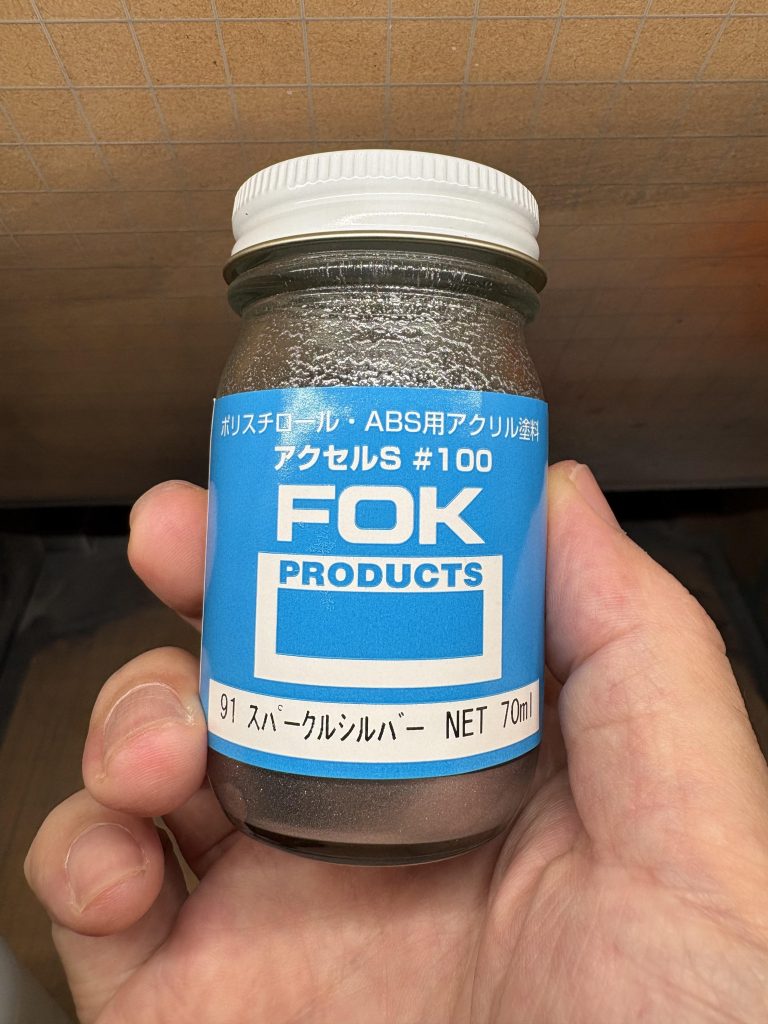 ポリスチロール・ABS用アクリル塗料
アクセルS #100
FOK
PRODUCTS
91 スパークルシルバー NET 70ml